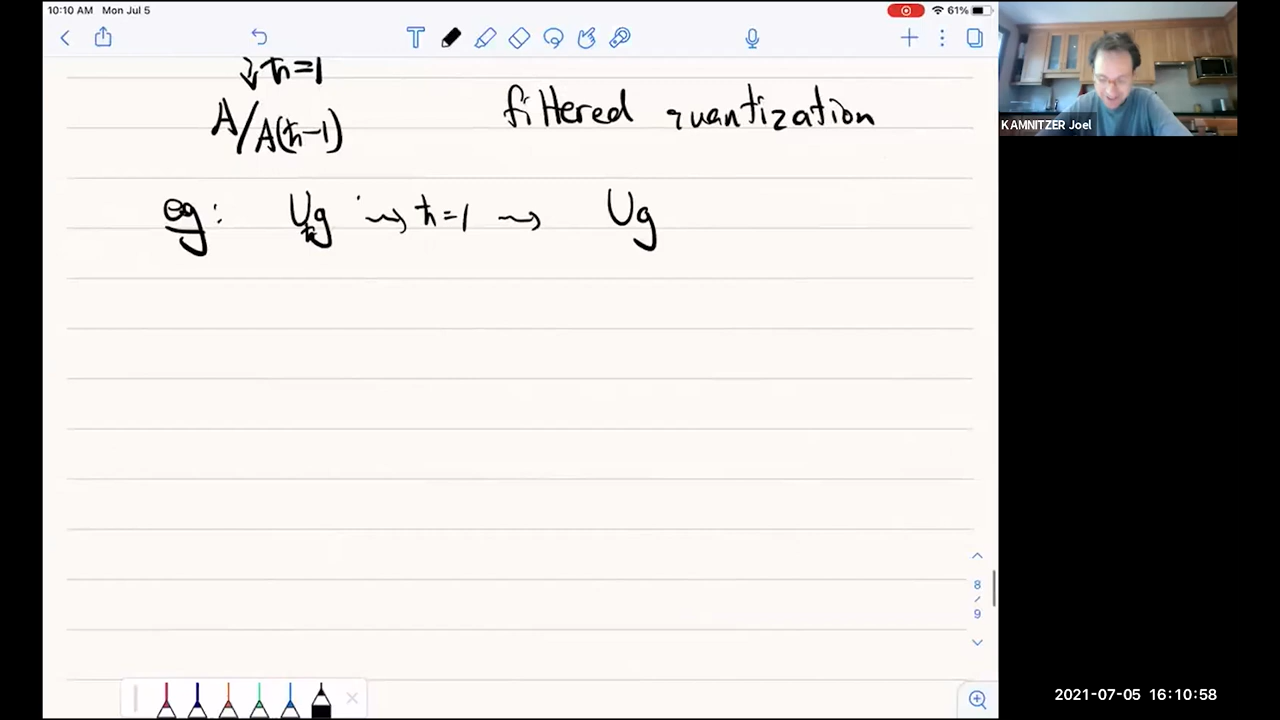 10:10 AM Mon Jul 5
61%
↓ ħ=1
A/A(ħ-1)
filtered quantization
eg: U_ħ g ⇝ ħ=1 ⇝ Ug
8
9
KAMNITZER Joel
2021-07-05 16:10:58